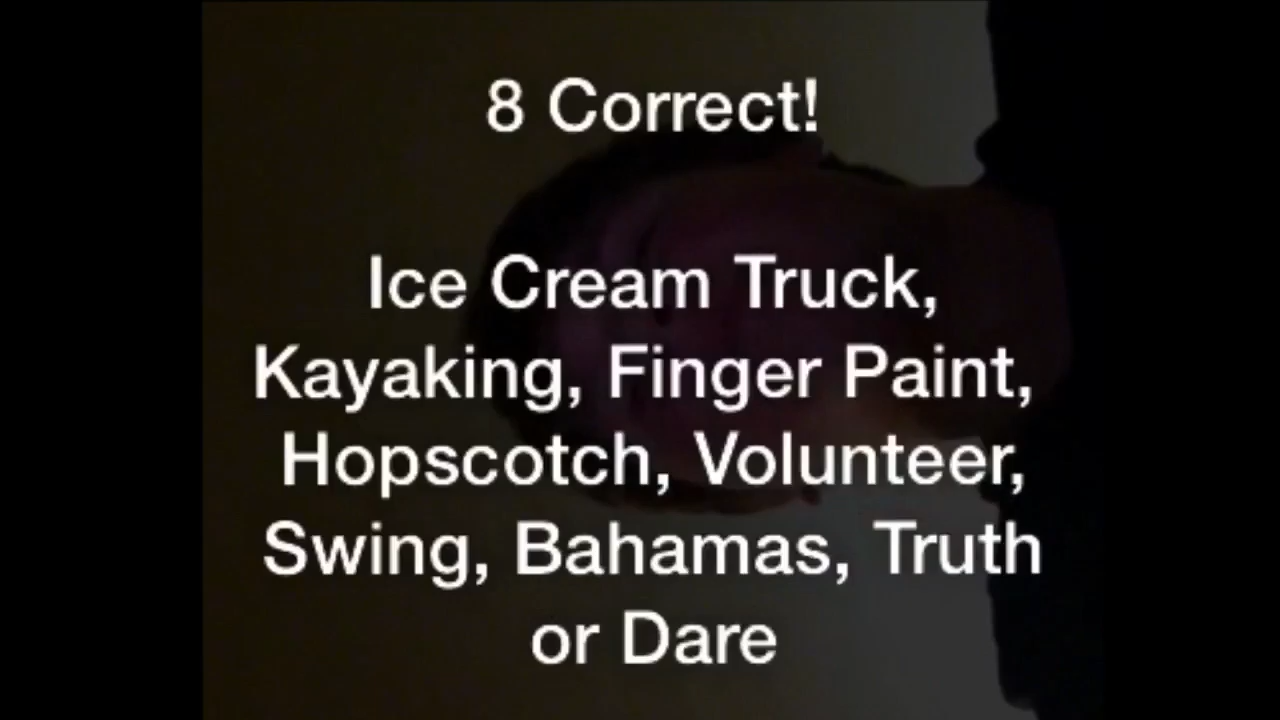 8 Correct!
Ice Cream Truck,
Kayaking, Finger Paint,
Hopscotch, Volunteer,
Swing, Bahamas, Truth
or Dare